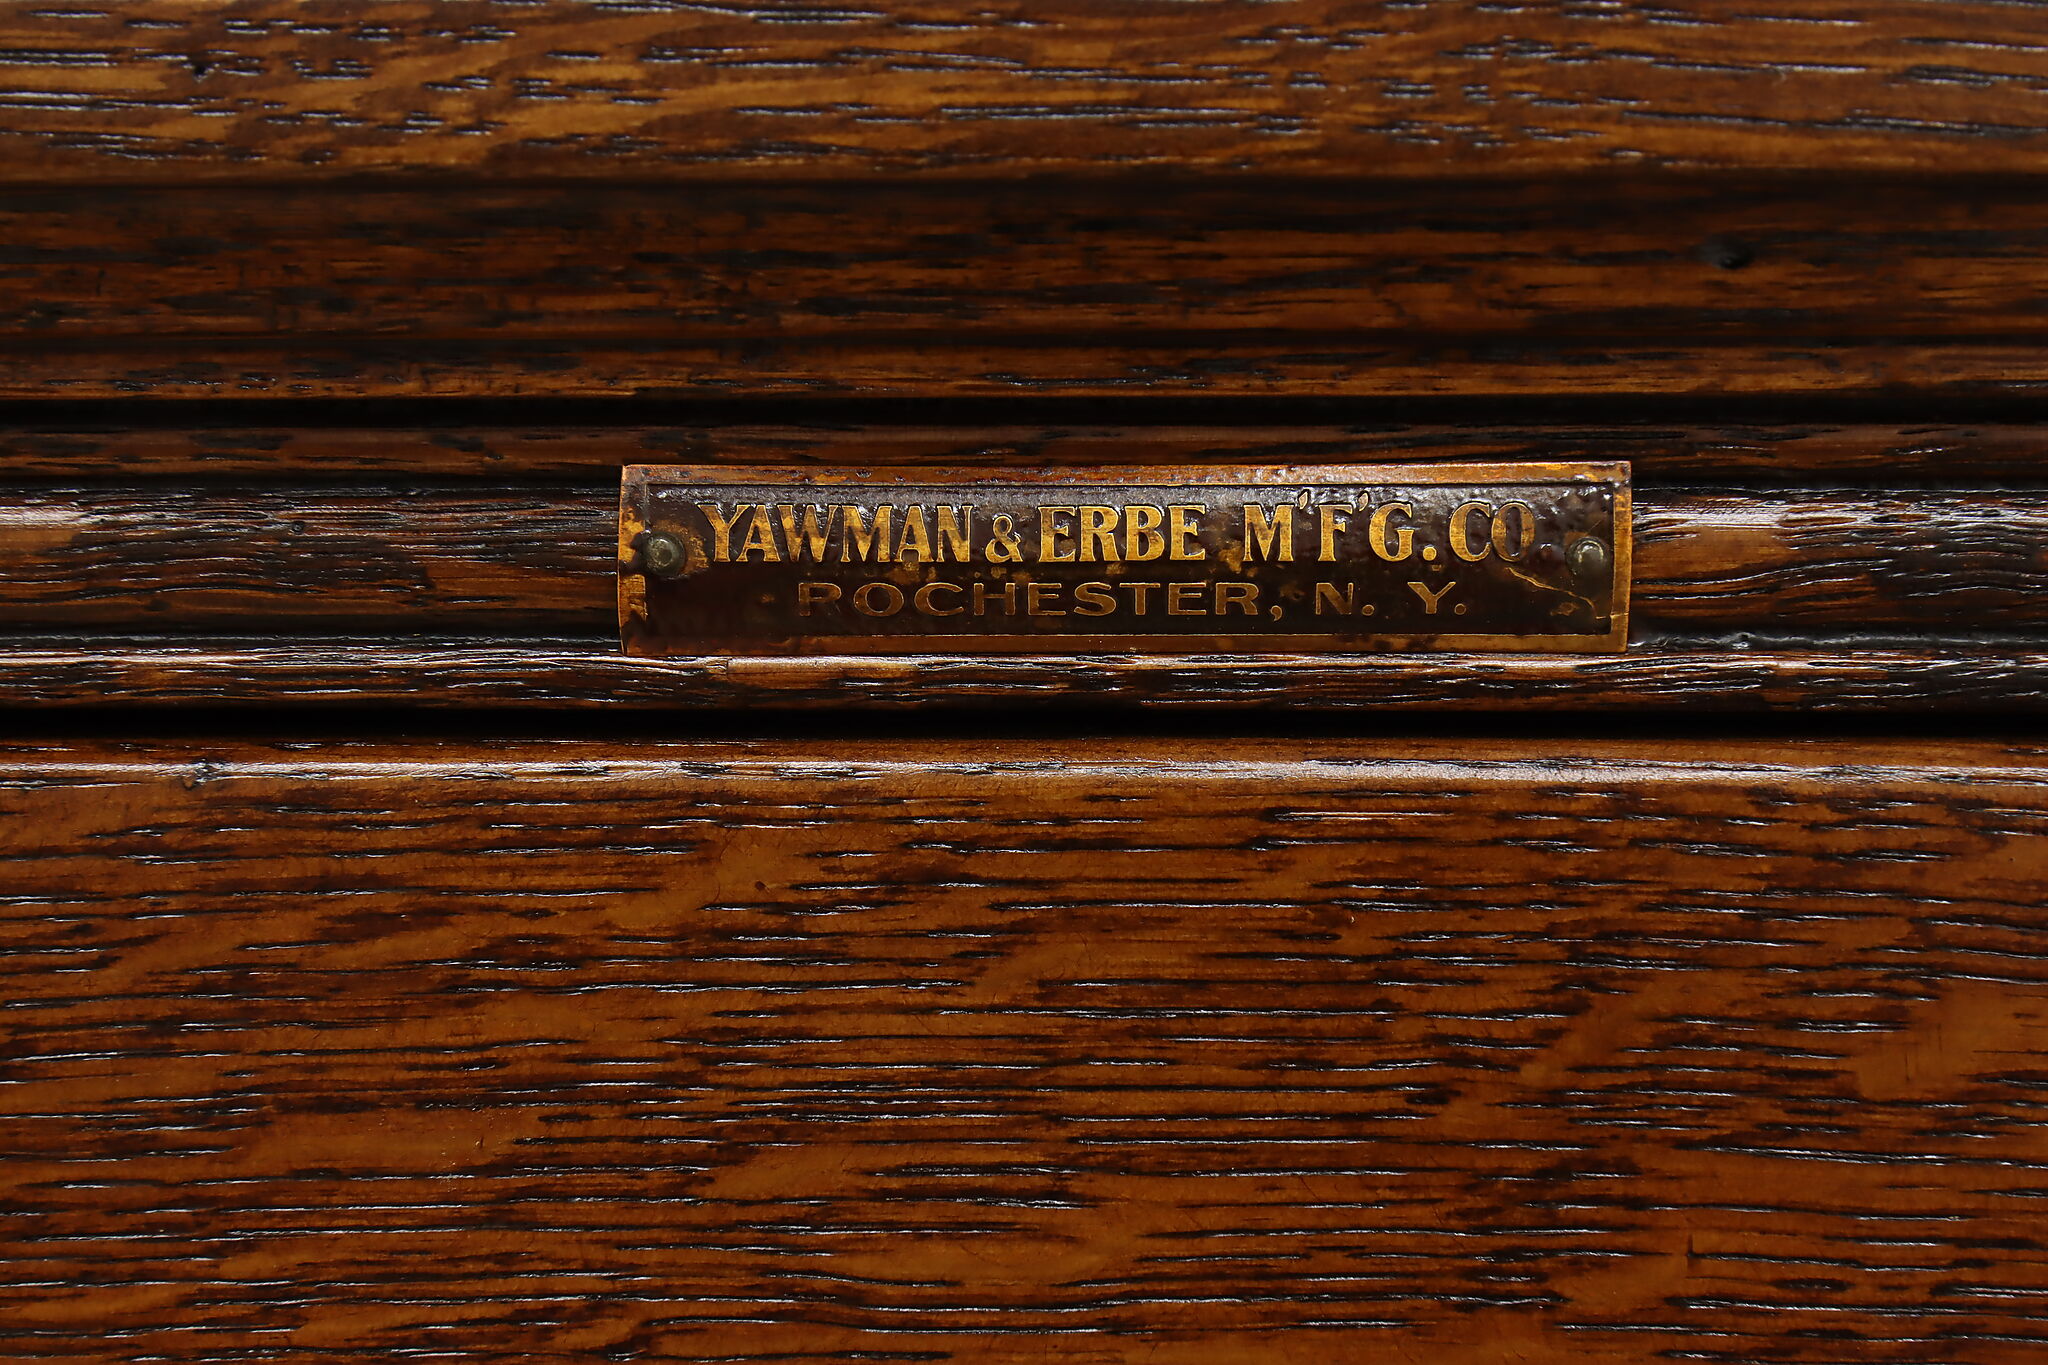 YAWMAN & ERBE M'F'G. CO.
ROCHESTER, N. Y.